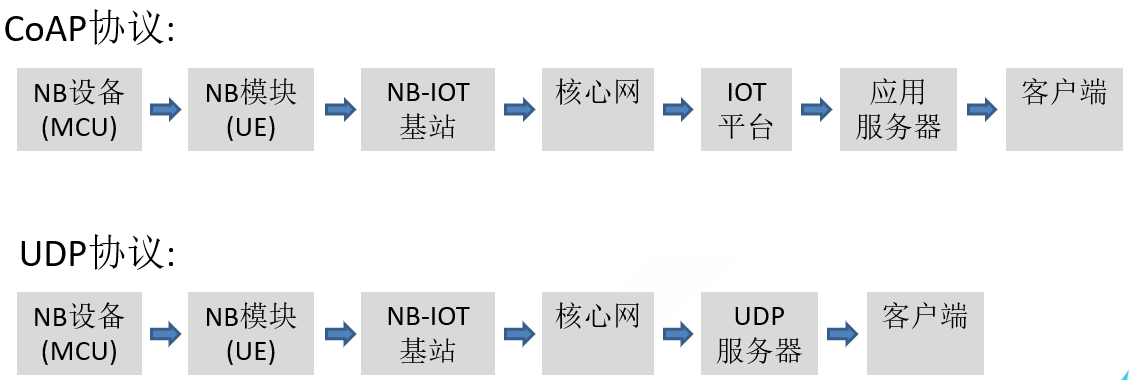 CoAP协议:
NB设备
(MCU)
NB模块
(UE)
NB-IOT
基站
核心网
IOT
平台
应用
服务器
客户端
UDP协议:
NB设备
(MCU)
NB模块
(UE)
NB-IOT
基站
核心网
UDP
服务器
客户端